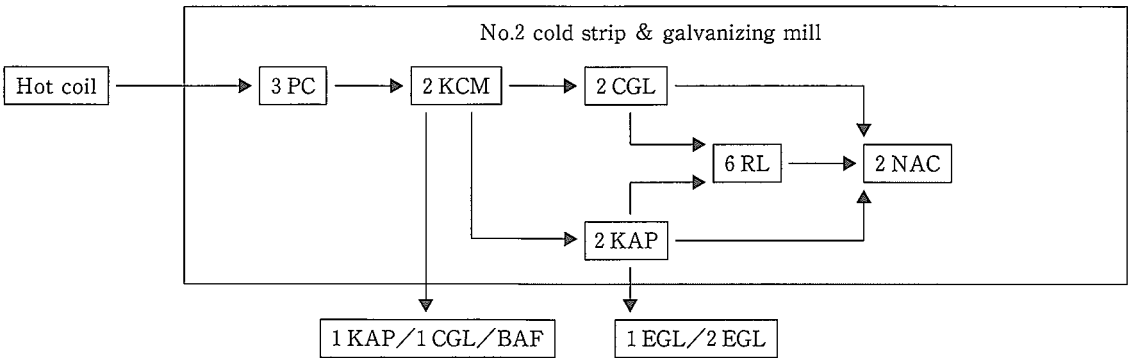 No.2 cold strip & galvanizing mill
Hot coil
3 PC
2 KCM
2 CGL
6 RL
2 NAC
2 KAP
1 KAP／1 CGL／BAF
1 EGL／2 EGL